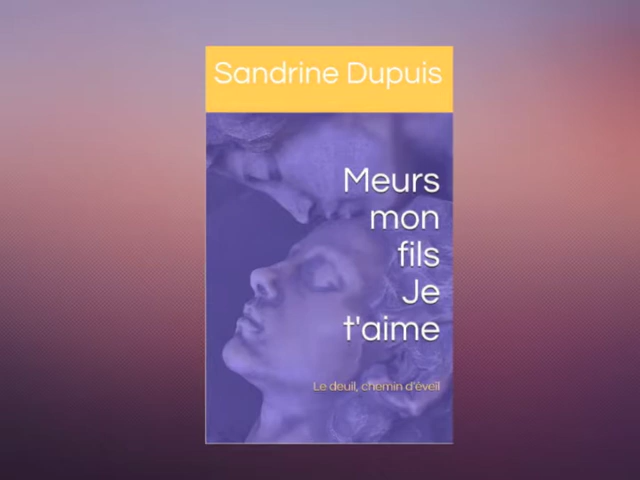 Sandrine Dupuis
Meurs
mon
fils
Je
t'aime
Le deuil, chemin d'éveil